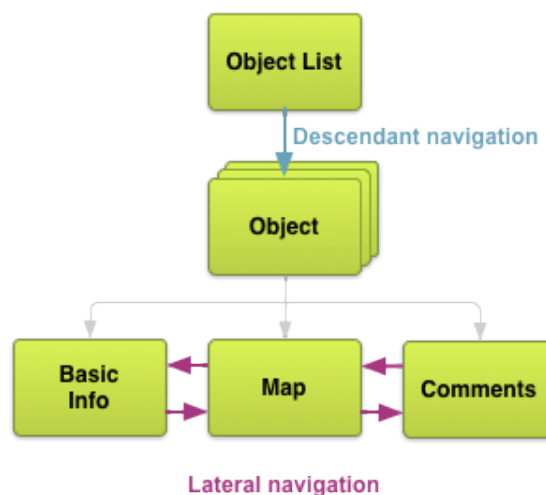 Object List
Descendant navigation
Object
Basic
Info
Map
Comments
Lateral navigation